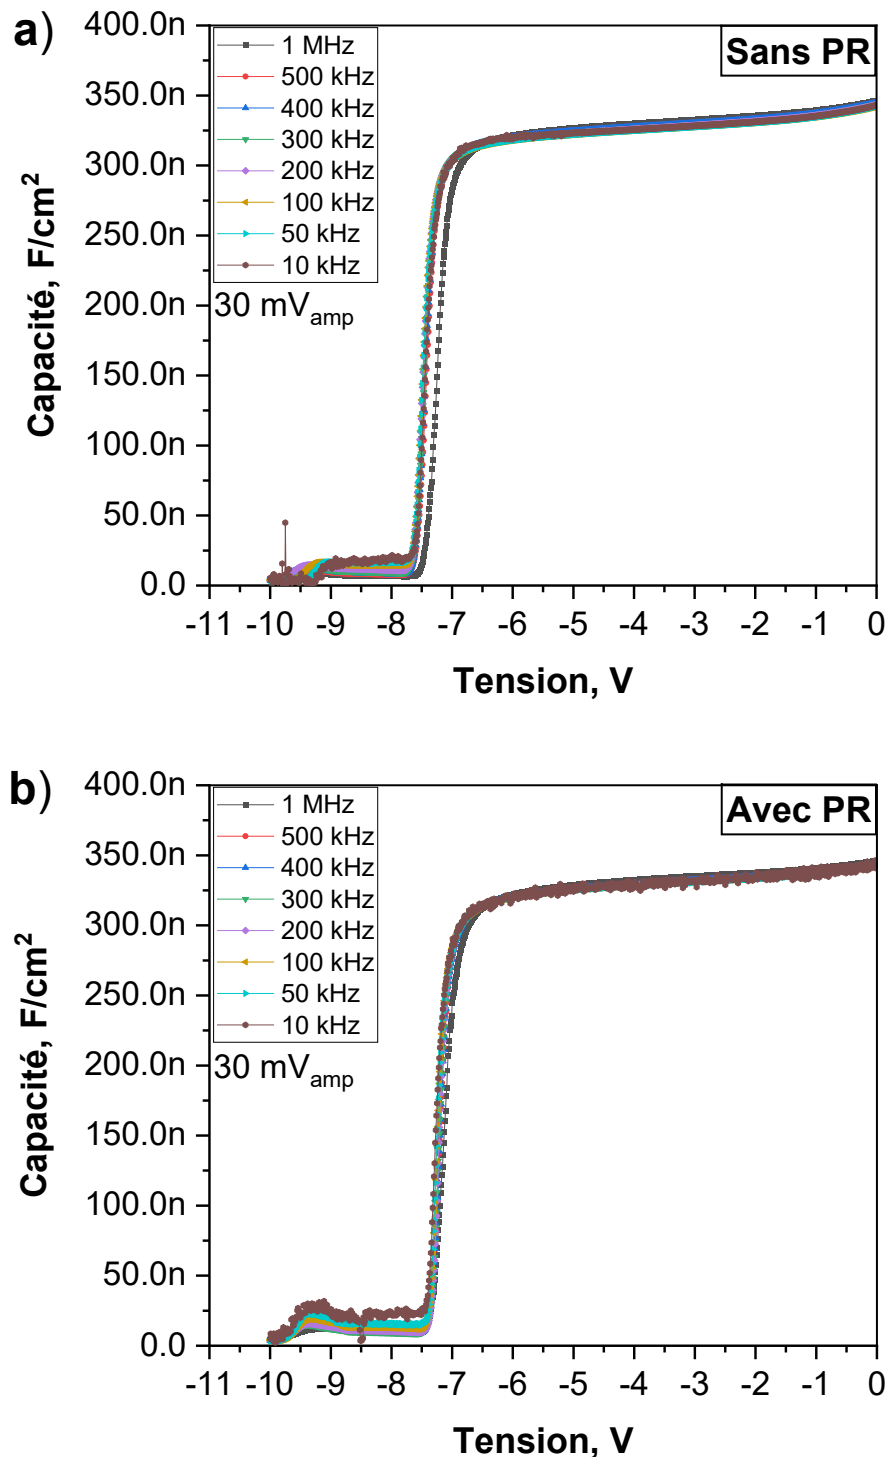 a)
Sans PR
1 MHz
500 kHz
400 kHz
300 kHz
200 kHz
100 kHz
50 kHz
10 kHz
30 mVamp
Capacité, F/cm²
400.0n
350.0n
300.0n
250.0n
200.0n
150.0n
100.0n
50.0n
0.0
-11 -10 -9 -8 -7 -6 -5 -4 -3 -2 -1 0
Tension, V
b)
Avec PR
1 MHz
500 kHz
400 kHz
300 kHz
200 kHz
100 kHz
50 kHz
10 kHz
30 mVamp
Capacité, F/cm²
400.0n
350.0n
300.0n
250.0n
200.0n
150.0n
100.0n
50.0n
0.0
-11 -10 -9 -8 -7 -6 -5 -4 -3 -2 -1 0
Tension, V